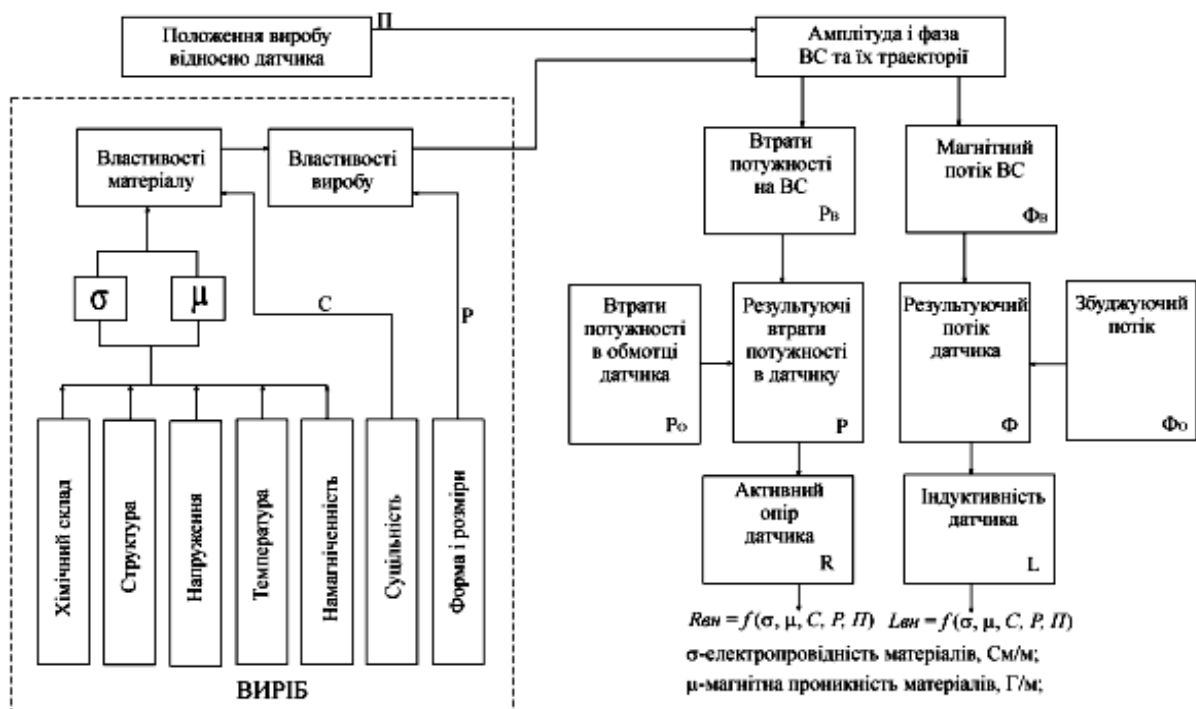 П
Положення виробу
відносно датчика
Амплітуда і фаза
ВС та їх траекторії
Властивості
матеріалу
Властивості
виробу
Втрати
потужності
на ВС
Рв
Магнітний
потік ВС
Фв
σ
μ
С
Р
Втрати
потужності
в обмотці
датчика
Ро
Результуючі
втрати
потужності
в датчику
Р
Результуючий
потік
датчика
Ф
Збуджуючий
потік
Фо
Хімічний склад
Структура
Напруження
Температура
Намагніченність
Суцільність
Форма і розміри
Активний
опір
датчика
R
Індуктивність
датчика
L
Rвн = f(σ, μ, С, Р, П) Lвн = f(σ, μ, С, Р, П)
σ-електропровідність матеріалів, См/м;
μ-магнітна проникність матеріалів, Г/м;
ВИРІБ